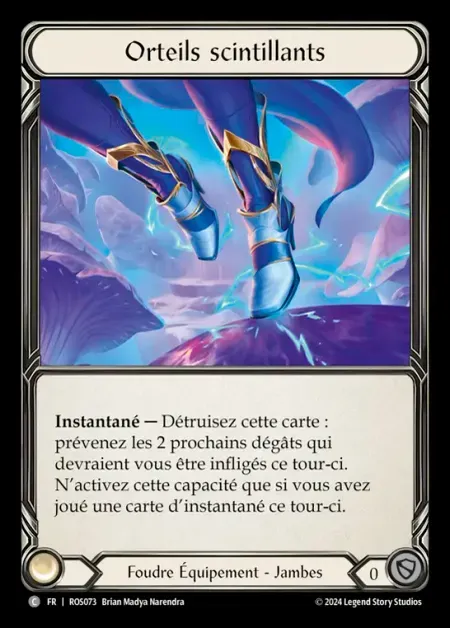 Orteils scintillants
Instantané — Détruisez cette carte :
prévenez les 2 prochains dégâts qui
devraient vous être infligés ce tour-ci.
N'activez cette capacité que si vous avez
joué une carte d'instantané ce tour-ci.
Foudre Équipement - Jambes
0
C FR | ROS073 Brian Madya Narendra
© 2024 Legend Story Studios